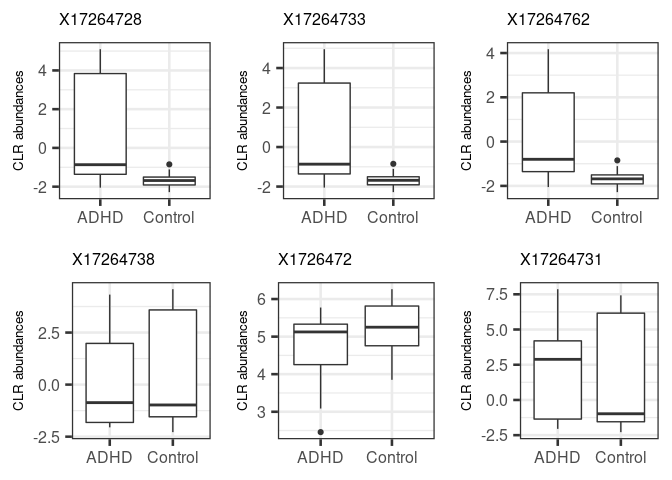 X17264728
CLR abundances
4
2
0
-2
ADHD Control
X17264733
CLR abundances
4
2
0
-2
ADHD Control
X17264762
CLR abundances
4
2
0
-2
ADHD Control
X17264738
CLR abundances
2.5
0.0
-2.5
ADHD Control
X1726472
CLR abundances
6
5
4
3
ADHD Control
X17264731
CLR abundances
7.5
5.0
2.5
0.0
-2.5
ADHD Control